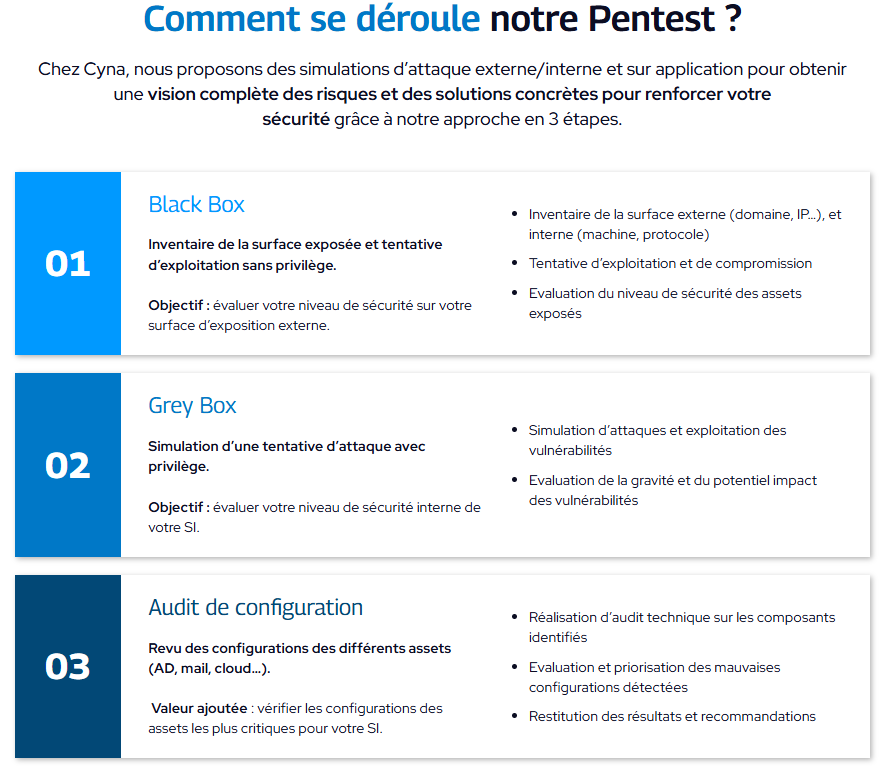 Comment se déroule notre Pentest ?
Chez Cyna, nous proposons des simulations d’attaque externe/interne et sur application pour obtenir
une vision complète des risques et des solutions concrètes pour renforcer votre
sécurité grâce à notre approche en 3 étapes.
01
Black Box
Inventaire de la surface exposée et tentative
d’exploitation sans privilège.
Objectif : évaluer votre niveau de sécurité sur votre
surface d’exposition externe.
• Inventaire de la surface externe (domaine, IP…), et
interne (machine, protocole)
• Tentative d’exploitation et de compromission
• Evaluation du niveau de sécurité des assets
exposés
02
Grey Box
Simulation d’une tentative d’attaque avec
privilège.
Objectif : évaluer votre niveau de sécurité interne de
votre SI.
• Simulation d’attaques et exploitation des
vulnérabilités
• Evaluation de la gravité et du potentiel impact
des vulnérabilités
03
Audit de configuration
Revu des configurations des différents assets
(AD, mail, cloud…).
Valeur ajoutée : vérifier les configurations des
assets les plus critiques pour votre SI.
• Réalisation d’audit technique sur les composants
identifiés
• Evaluation et priorisation des mauvaises
configurations détectées
• Restitution des résultats et recommandations